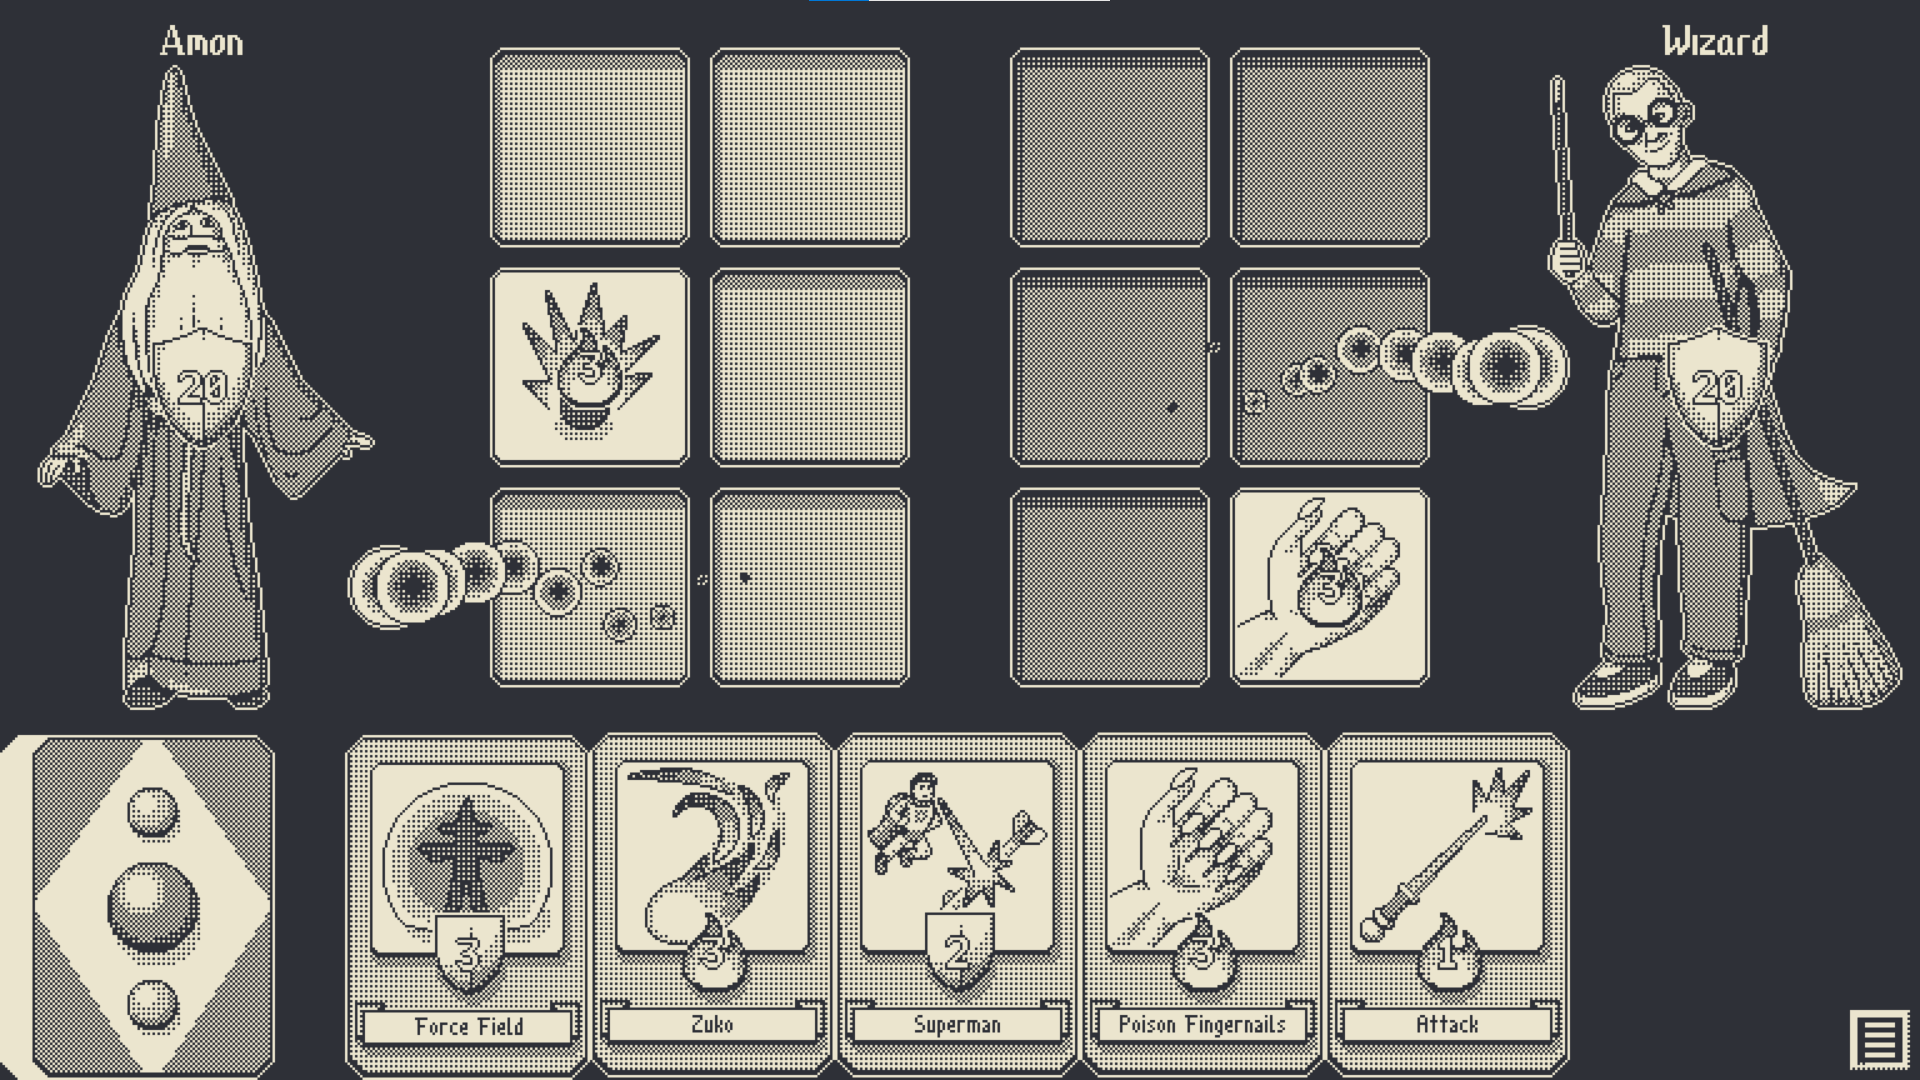 Amon
Wizard
3
20
20
3
3
3
2
3
1
Force Field
Zuko
Superman
Poison Fingernails
Attack